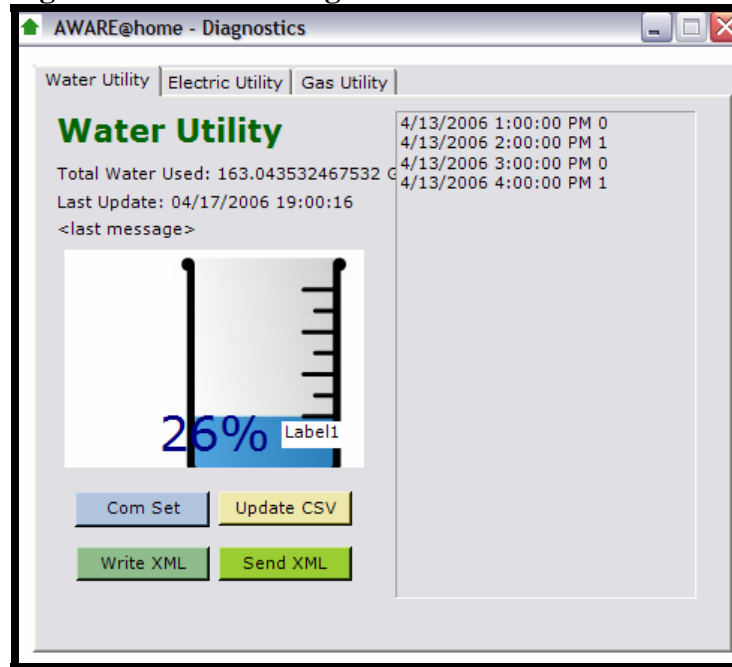 AWARE@home - Diagnostics
Water Utility Electric Utility Gas Utility
Water Utility
Total Water Used: 163.043532467532 G
Last Update: 04/17/2006 19:00:16
<last message>
26%
Label1
Com Set Update CSV
Write XML Send XML
4/13/2006 1:00:00 PM 0
4/13/2006 2:00:00 PM 1
4/13/2006 3:00:00 PM 0
4/13/2006 4:00:00 PM 1